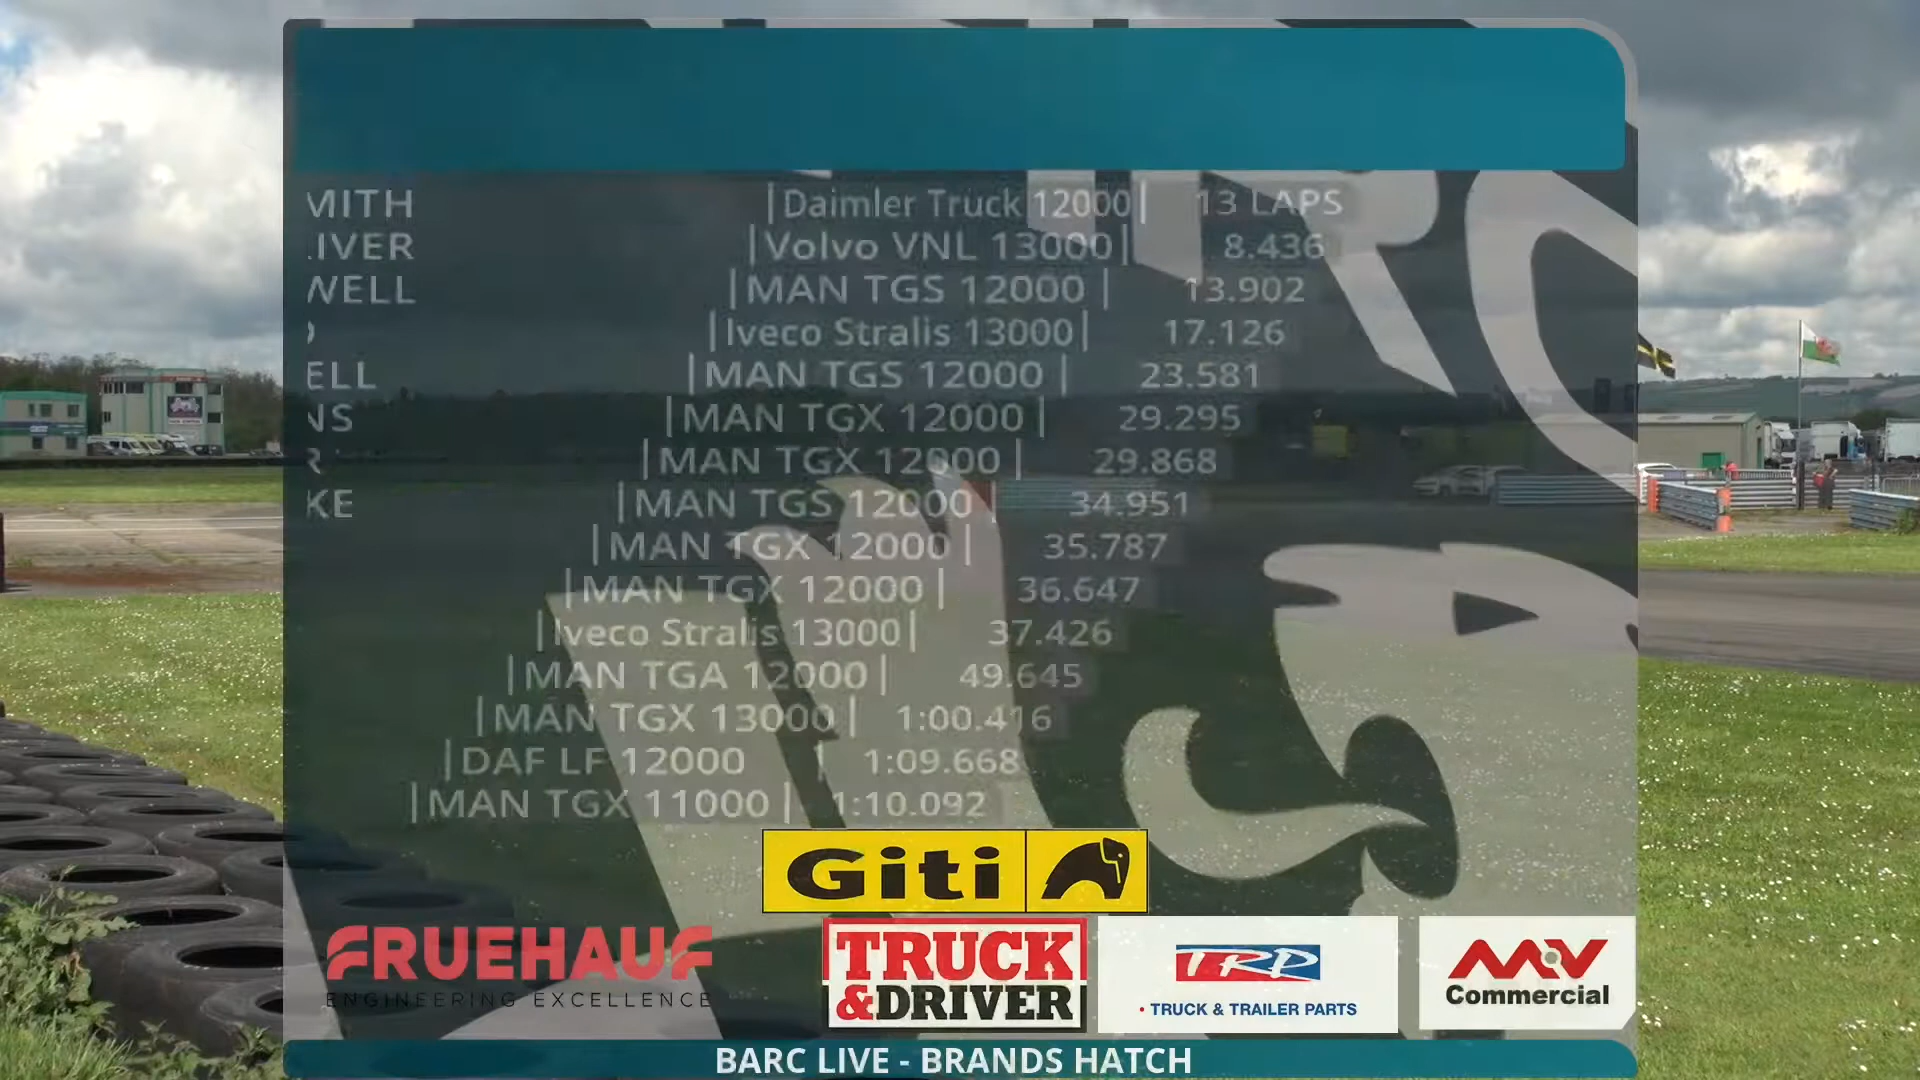 MITH |Daimler Truck 12000| 13 LAPS
LIVER |Volvo VNL 13000| 8.436
WELL |MAN TGS 12000 | 13.902
|Iveco Stralis 13000| 17.126
ELL |MAN TGS 12000 | 23.581
NS |MAN TGX 12000 | 29.295
R |MAN TGX 12000 | 29.868
KE |MAN TGS 12000 | 34.951
|MAN TGX 12000 | 35.787
|MAN TGX 12000 | 36.647
|Iveco Stralis 13000| 37.426
|MAN TGA 12000 | 49.645
|MAN TGX 13000 | 1:00.416
|DAF LF 12000 | 1:09.668
|MAN TGX 11000 | 1:10.092
Giti
FRUEHAUF
ENGINEERING EXCELLENCE
TRUCK
&DRIVER
TRP
• TRUCK & TRAILER PARTS
MV
Commercial
BARC LIVE - BRANDS HATCH